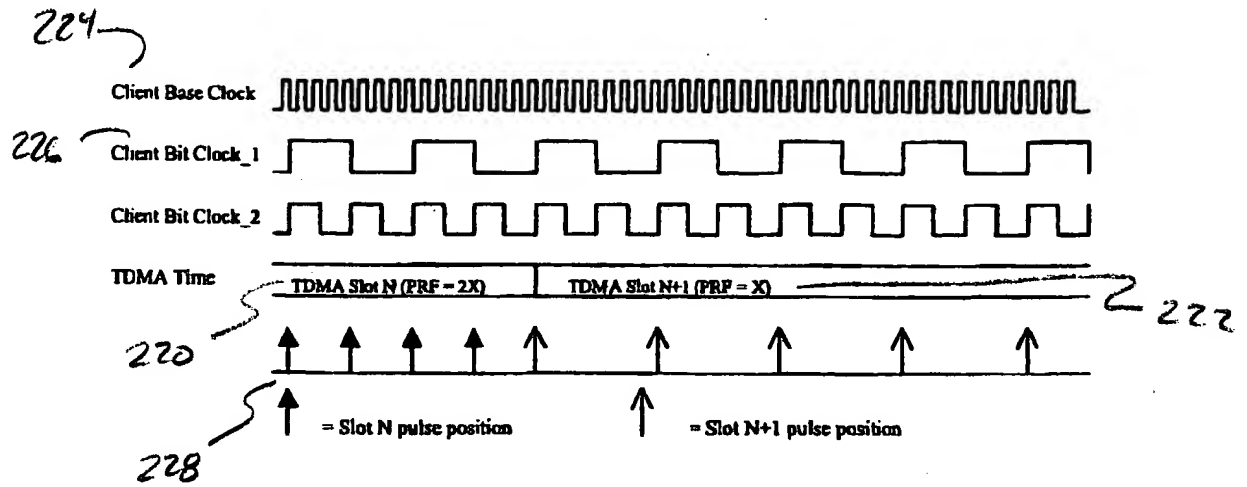 224
Client Base Clock
226
Client Bit Clock_1
Client Bit Clock_2
TDMA Time
TDMA Slot N (PRF = 2X)
TDMA Slot N+1 (PRF = X)
220
222
= Slot N pulse position
= Slot N+1 pulse position
228